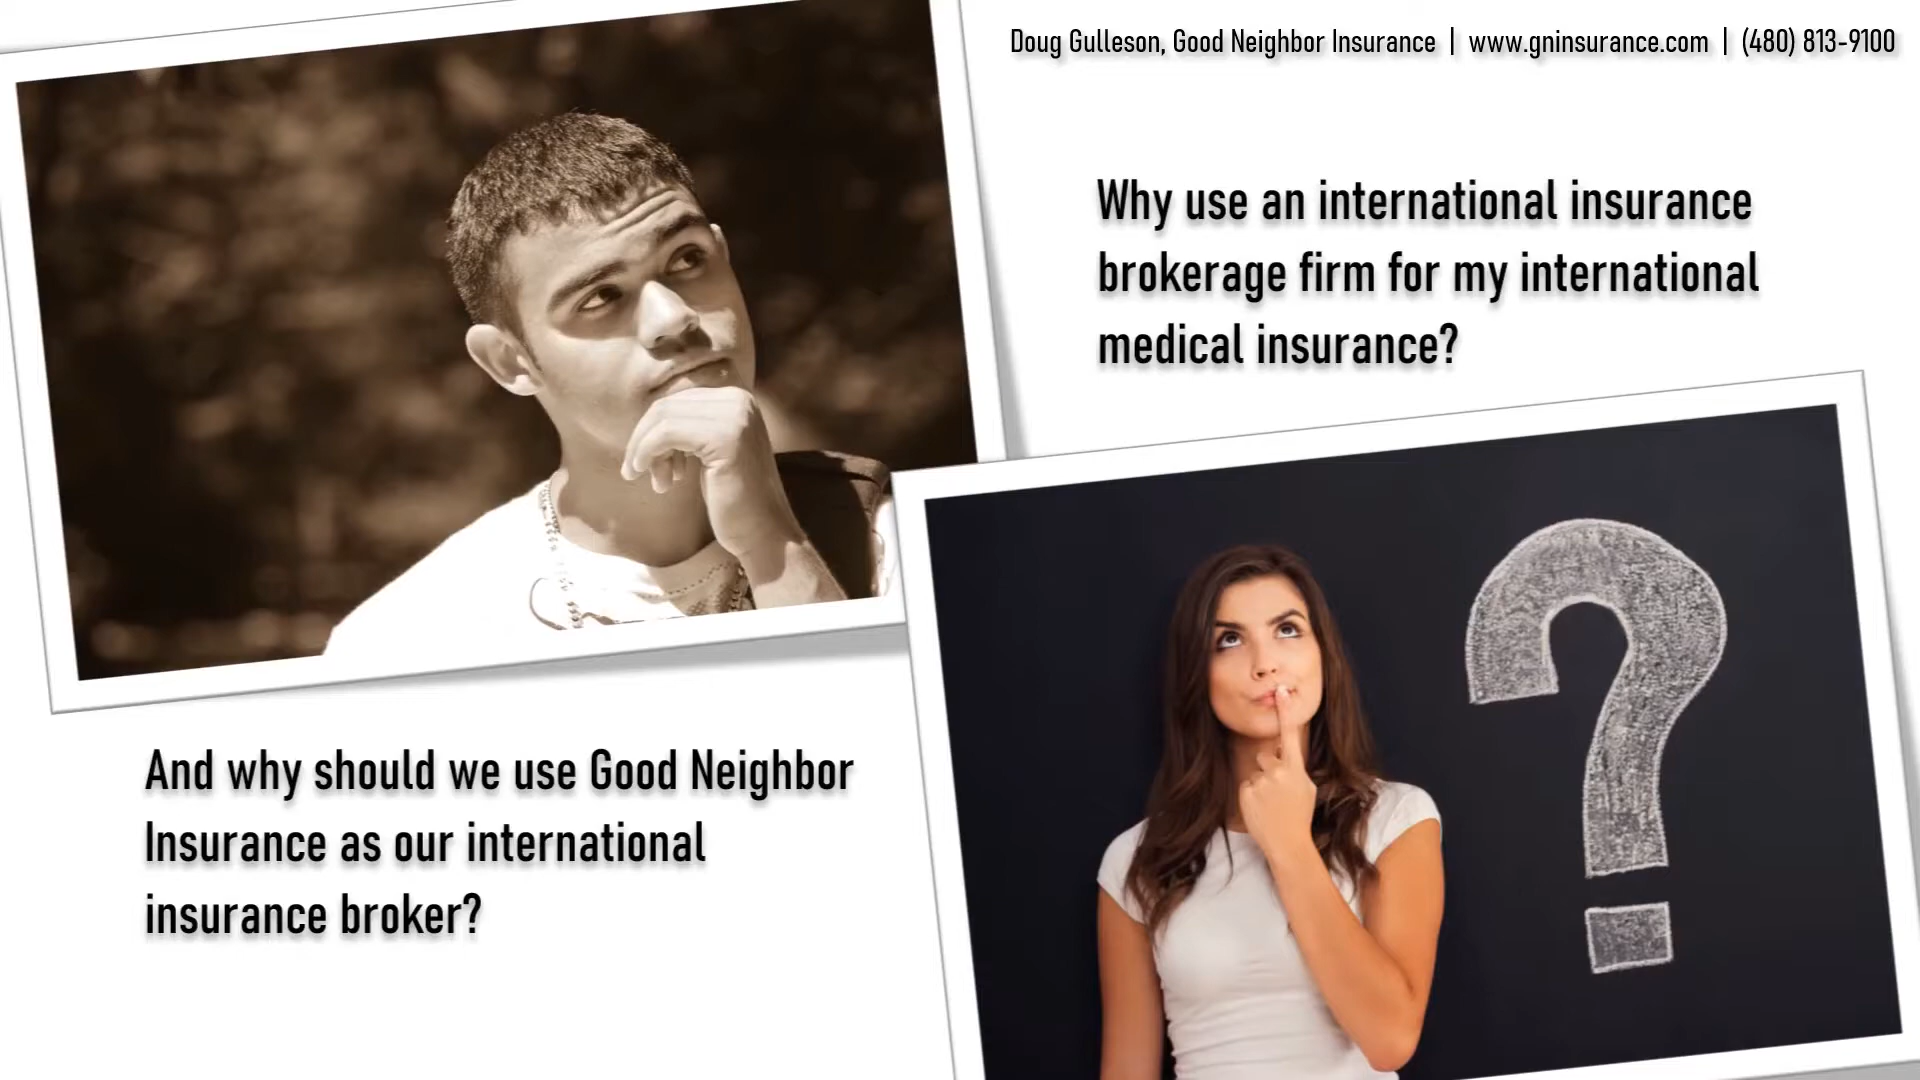 Doug Gulleson, Good Neighbor Insurance | www.gninsurance.com | (480) 813-9100
Why use an international insurance
brokerage firm for my international
medical insurance?
And why should we use Good Neighbor
Insurance as our international
insurance broker?
?